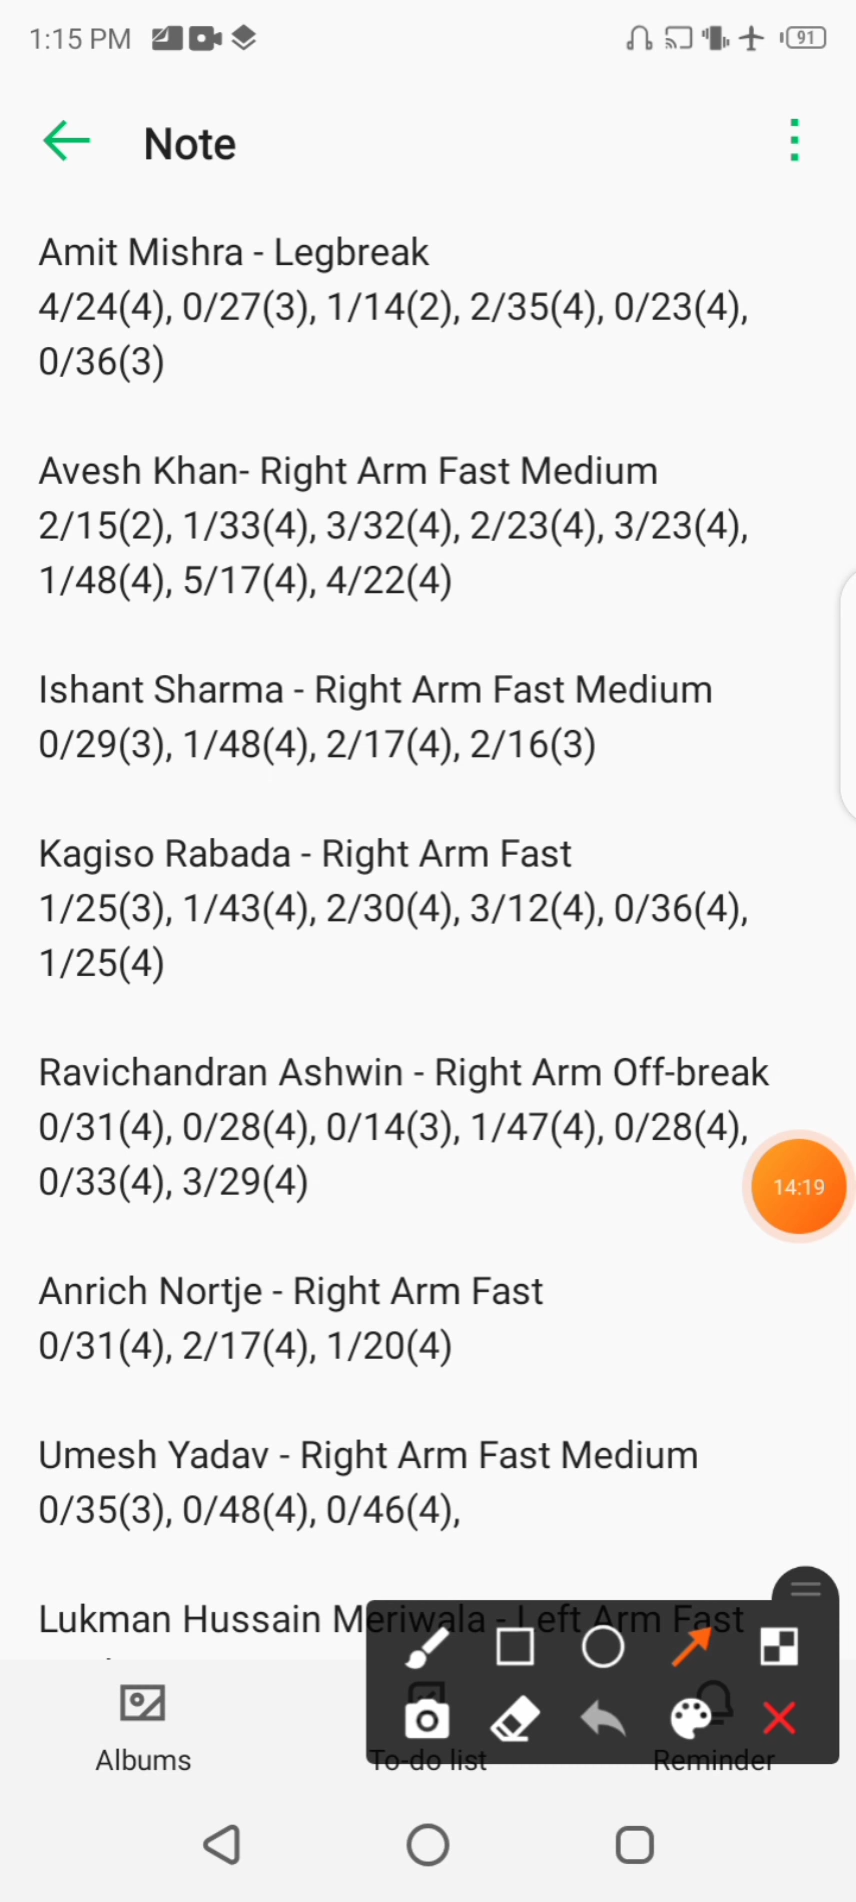 1:15 PM
91
Note
Amit Mishra - Legbreak
4/24(4), 0/27(3), 1/14(2), 2/35(4), 0/23(4),
0/36(3)
Avesh Khan- Right Arm Fast Medium
2/15(2), 1/33(4), 3/32(4), 2/23(4), 3/23(4),
1/48(4), 5/17(4), 4/22(4)
Ishant Sharma - Right Arm Fast Medium
0/29(3), 1/48(4), 2/17(4), 2/16(3)
Kagiso Rabada - Right Arm Fast
1/25(3), 1/43(4), 2/30(4), 3/12(4), 0/36(4),
1/25(4)
Ravichandran Ashwin - Right Arm Off-break
0/31(4), 0/28(4), 0/14(3), 1/47(4), 0/28(4),
0/33(4), 3/29(4)
14:19
Anrich Nortje - Right Arm Fast
0/31(4), 2/17(4), 1/20(4)
Umesh Yadav - Right Arm Fast Medium
0/35(3), 0/48(4), 0/46(4),
Lukman Hussain Meriwala - Left Arm Fast
Albums
To-do list
Reminder